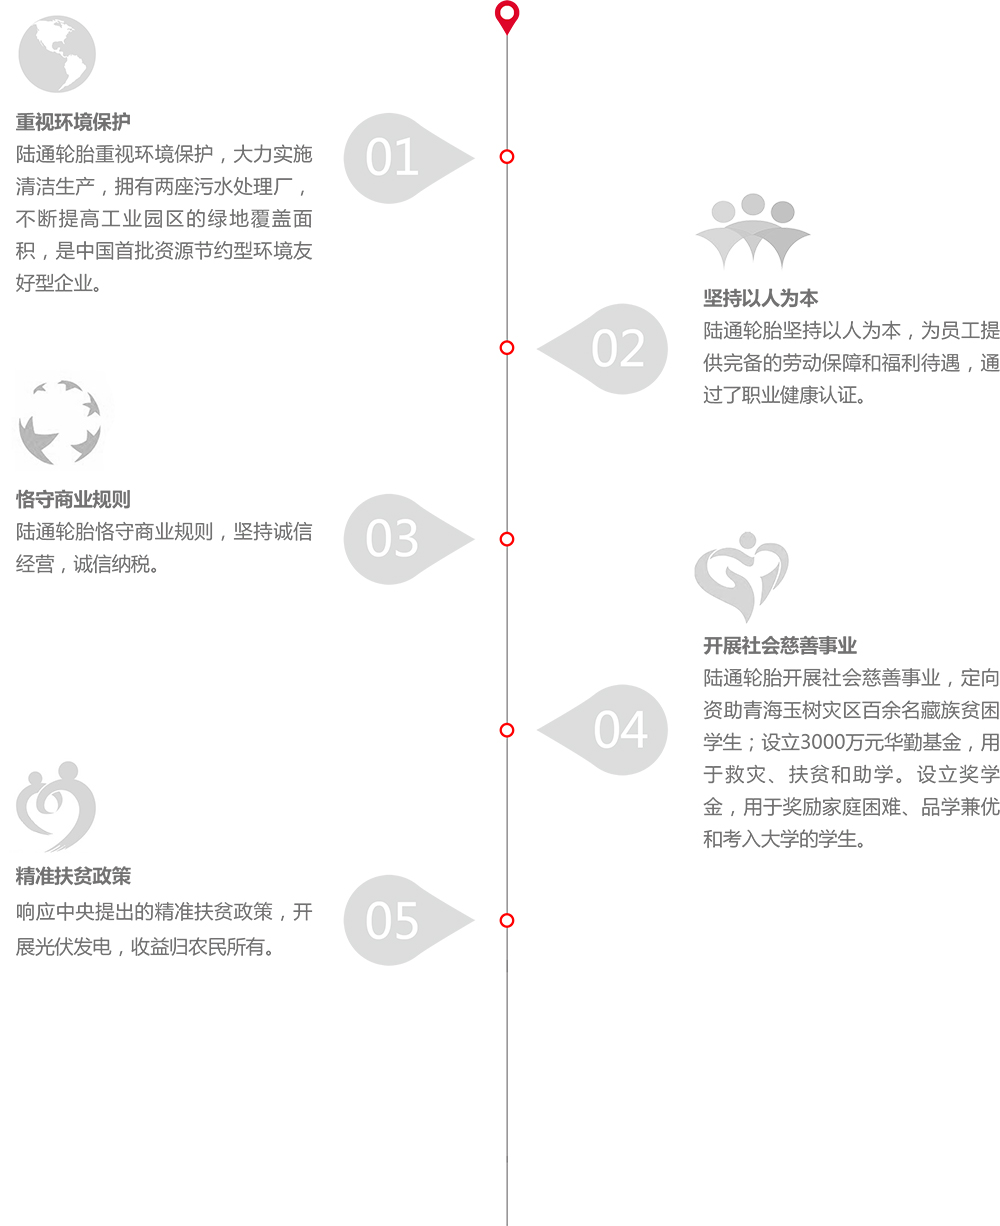 重视环境保护
陆通轮胎重视环境保护，大力实施
清洁生产，拥有两座污水处理厂，
不断提高工业园区的绿地覆盖面
积，是中国首批资源节约型环境友
好型企业。
01
坚持以人为本
陆通轮胎坚持以人为本，为员工提
供完备的劳动保障和福利待遇，通
过了职业健康认证。
02
恪守商业规则
陆通轮胎恪守商业规则，坚持诚信
经营，诚信纳税。
03
开展社会慈善事业
陆通轮胎开展社会慈善事业，定向
资助青海玉树灾区百余名藏族贫困
学生；设立3000万元华勤基金，用
于救灾、扶贫和助学。设立奖学
金，用于奖励家庭困难、品学兼优
和考入大学的学生。
04
精准扶贫政策
响应中央提出的精准扶贫政策，开
展光伏发电，收益归农民所有。
05